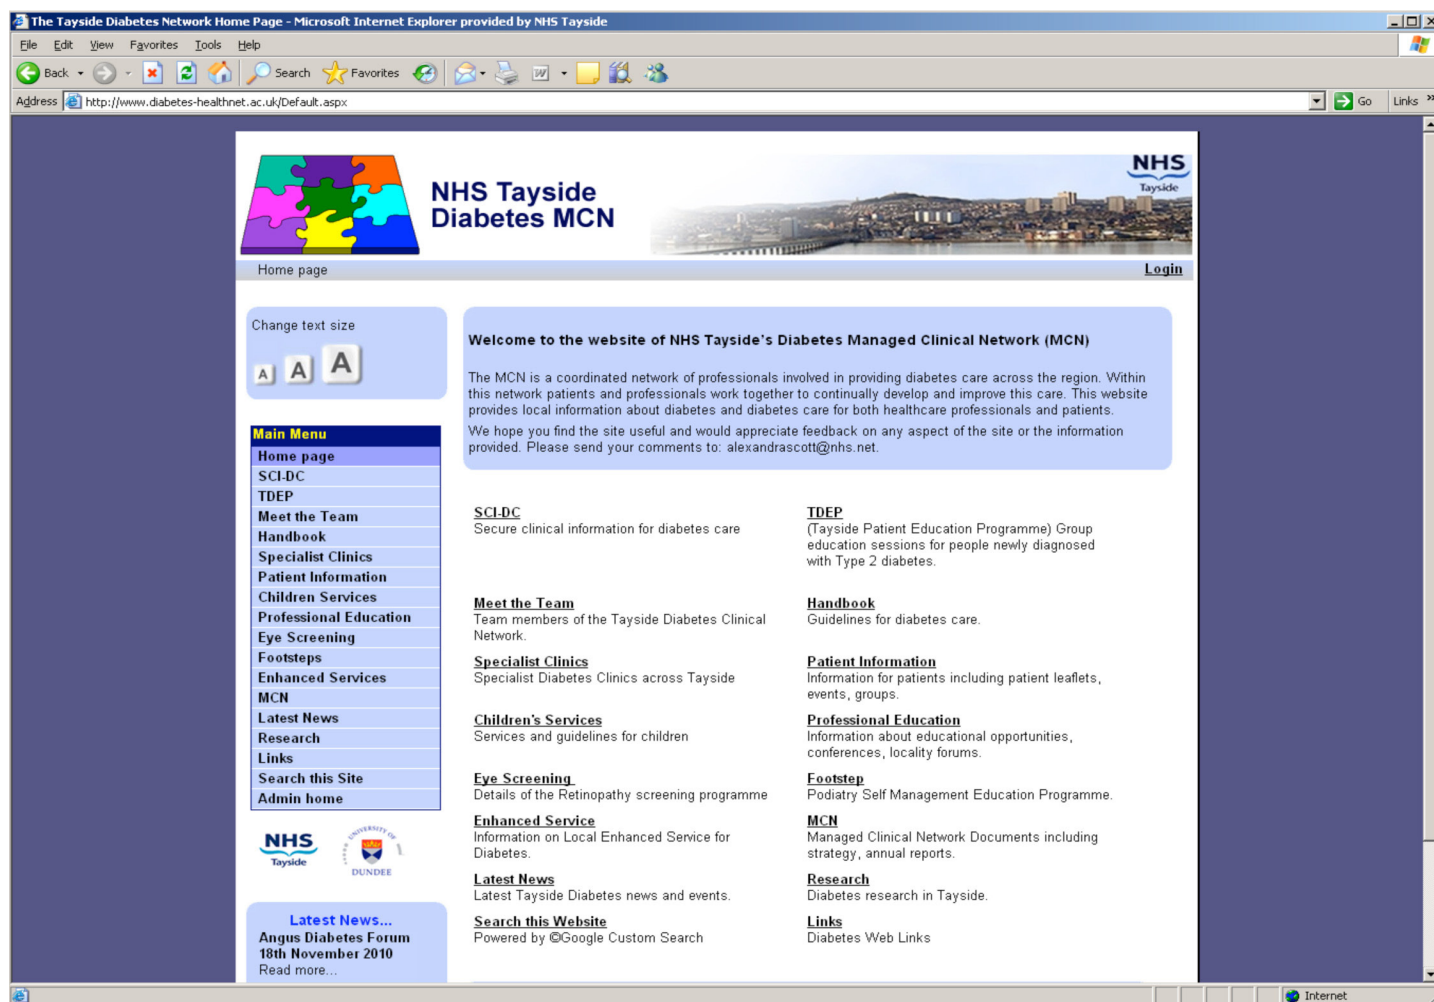 The Tayside Diabetes Network Home Page - Microsoft Internet Explorer provided by NHS Tayside
File Edit View Favorites Tools Help
Back Search Favorites
Address http://www.diabetes-healthnet.ac.uk/Default.aspx Go Links »
NHS Tayside
Diabetes MCN
NHS
Tayside
Home page Login
Change text size
A A A
Main Menu
Home page
SCI-DC
TDEP
Meet the Team
Handbook
Specialist Clinics
Patient Information
Children Services
Professional Education
Eye Screening
Footsteps
Enhanced Services
MCN
Latest News
Research
Links
Search this Site
Admin home
NHS
Tayside
UNIVERSITY OF
DUNDEE
Latest News...
Angus Diabetes Forum
18th November 2010
Read more...
Welcome to the website of NHS Tayside's Diabetes Managed Clinical Network (MCN)
The MCN is a coordinated network of professionals involved in providing diabetes care across the region. Within
this network patients and professionals work together to continually develop and improve this care. This website
provides local information about diabetes and diabetes care for both healthcare professionals and patients.
We hope you find the site useful and would appreciate feedback on any aspect of the site or the information
provided. Please send your comments to: alexandrascott@nhs.net.
SCI-DC
Secure clinical information for diabetes care
TDEP
(Tayside Patient Education Programme) Group
education sessions for people newly diagnosed
with Type 2 diabetes.
Meet the Team
Team members of the Tayside Diabetes Clinical
Network.
Handbook
Guidelines for diabetes care.
Specialist Clinics
Specialist Diabetes Clinics across Tayside
Patient Information
Information for patients including patient leaflets,
events, groups.
Children's Services
Services and guidelines for children
Professional Education
Information about educational opportunities,
conferences, locality forums.
Eye Screening
Details of the Retinopathy screening programme
Footstep
Podiatry Self Management Education Programme.
Enhanced Service
Information on Local Enhanced Service for
Diabetes.
MCN
Managed Clinical Network Documents including
strategy, annual reports.
Latest News
Latest Tayside Diabetes news and events.
Research
Diabetes research in Tayside.
Search this Website
Powered by ©Google Custom Search
Links
Diabetes Web Links
Internet